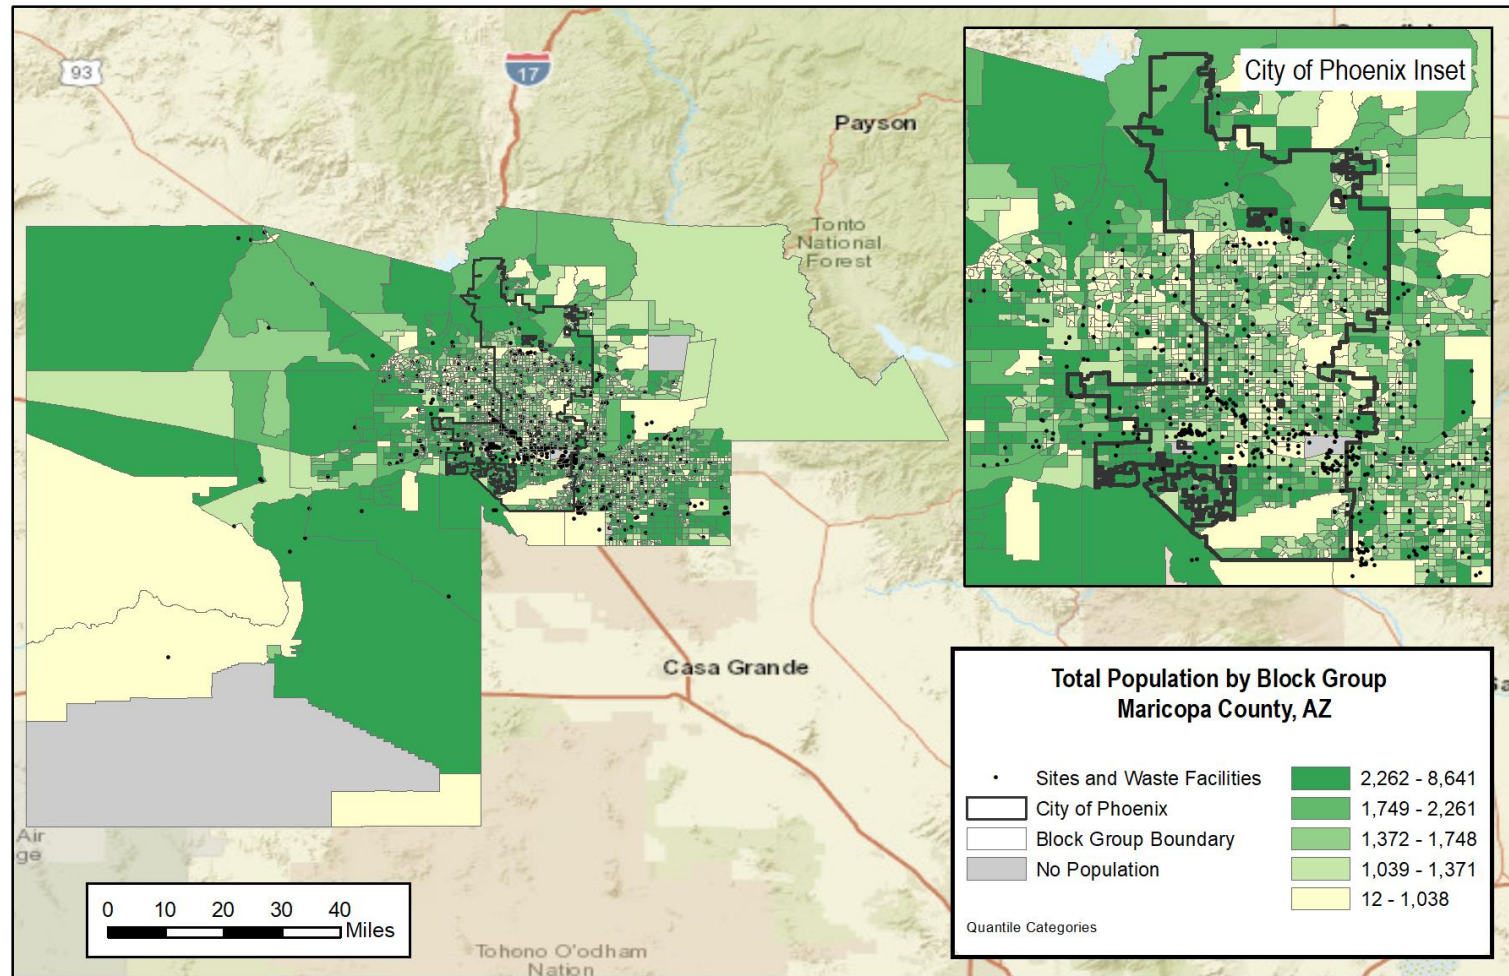 93
17
Payson
City of Phoenix Inset
Tonto
National
Forest
Casa Grande
Total Population by Block Group
Maricopa County, AZ
Sites and Waste Facilities
City of Phoenix
Block Group Boundary
No Population
2,262 - 8,641
1,749 - 2,261
1,372 - 1,748
1,039 - 1,371
12 - 1,038
Quantile Categories
Air
ge
0 10 20 30 40
Miles
Tohono O'odham
Nation
Sa